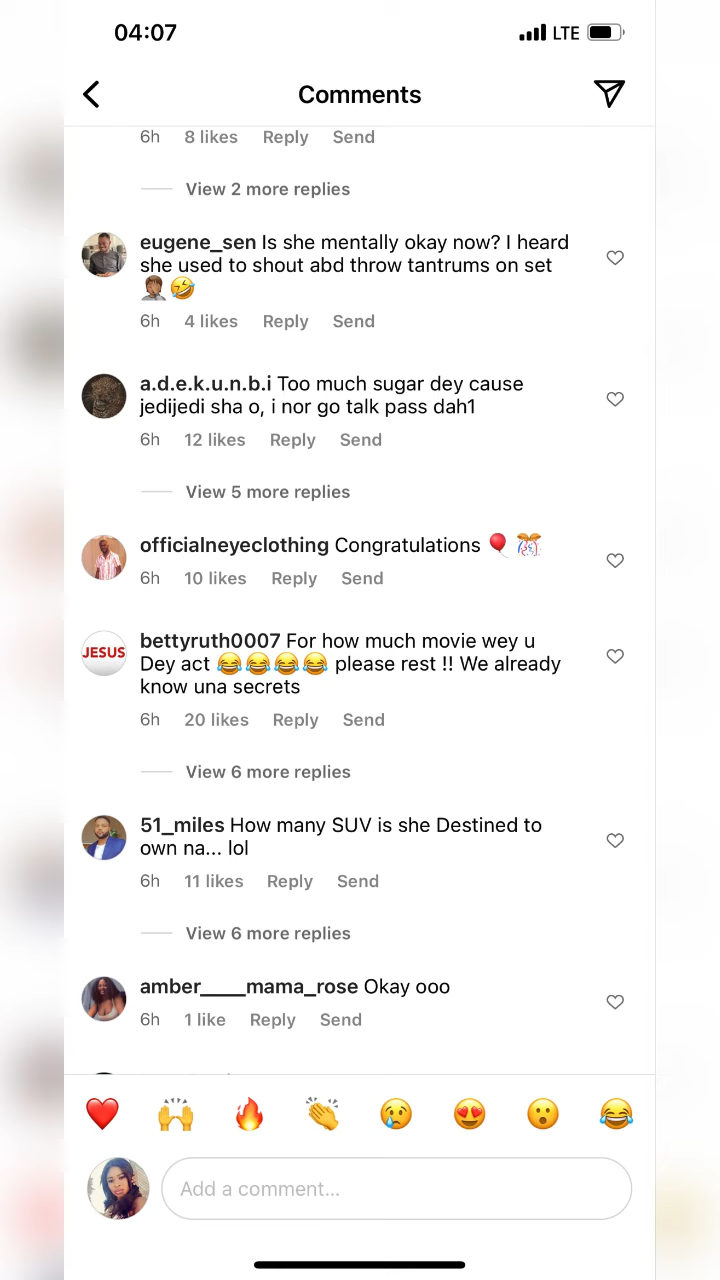 04:07
LTE
Comments
6h 8 likes Reply Send
View 2 more replies
eugene_sen Is she mentally okay now? I heard
she used to shout abd throw tantrums on set
🤦🏾‍♂️🤣
6h 4 likes Reply Send
a.d.e.k.u.n.b.i Too much sugar dey cause
jedijedi sha o, i nor go talk pass dah1
6h 12 likes Reply Send
View 5 more replies
officialneyeclothing Congratulations 🎈 🎊
6h 10 likes Reply Send
JESUS
bettyruth0007 For how much movie wey u
Dey act 😂😂😂😂 please rest !! We already
know una secrets
6h 20 likes Reply Send
View 6 more replies
51_miles How many SUV is she Destined to
own na... lol
6h 11 likes Reply Send
View 6 more replies
amber____mama_rose Okay ooo
6h 1 like Reply Send
❤️ 🙌 🔥 👏 😢 😍 😮 😂
Add a comment...